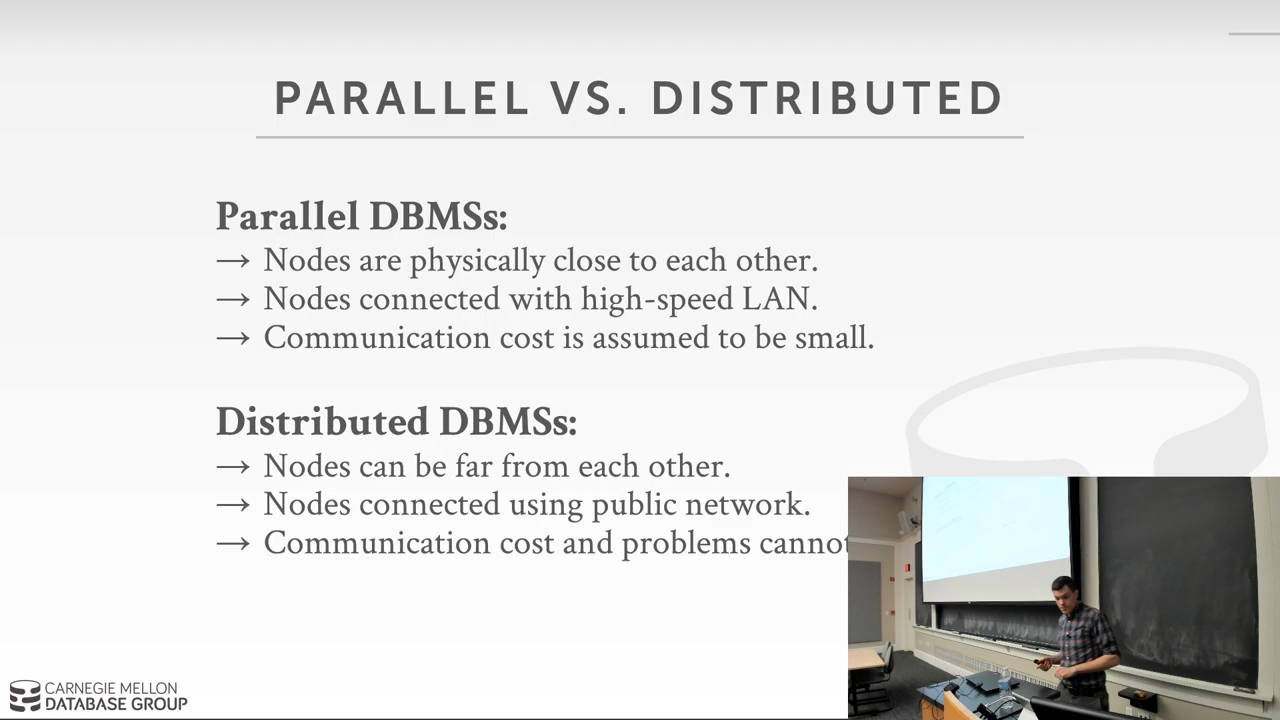 PARALLEL VS. DISTRIBUTED
Parallel DBMSs:
→ Nodes are physically close to each other.
→ Nodes connected with high-speed LAN.
→ Communication cost is assumed to be small.
Distributed DBMSs:
→ Nodes can be far from each other.
→ Nodes connected using public network.
→ Communication cost and problems cannot
CARNEGIE MELLON
DATABASE GROUP